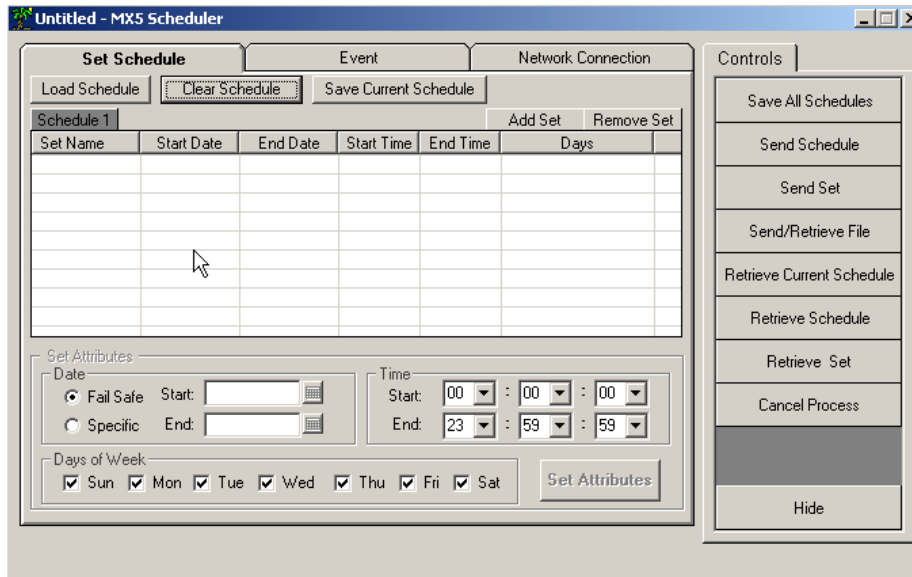 Untitled - MX5 Scheduler
Set Schedule Event Network Connection
Load Schedule Clear Schedule Save Current Schedule
Schedule 1 Add Set Remove Set
Set Name Start Date End Date Start Time End Time Days
Set Attributes
Date
Fail Safe Start:
Specific End:
Time
Start: 00 : 00 : 00
End: 23 : 59 : 59
Days of Week
Sun Mon Tue Wed Thu Fri Sat
Set Attributes
Controls
Save All Schedules
Send Schedule
Send Set
Send/Retrieve File
Retrieve Current Schedule
Retrieve Schedule
Retrieve Set
Cancel Process
Hide